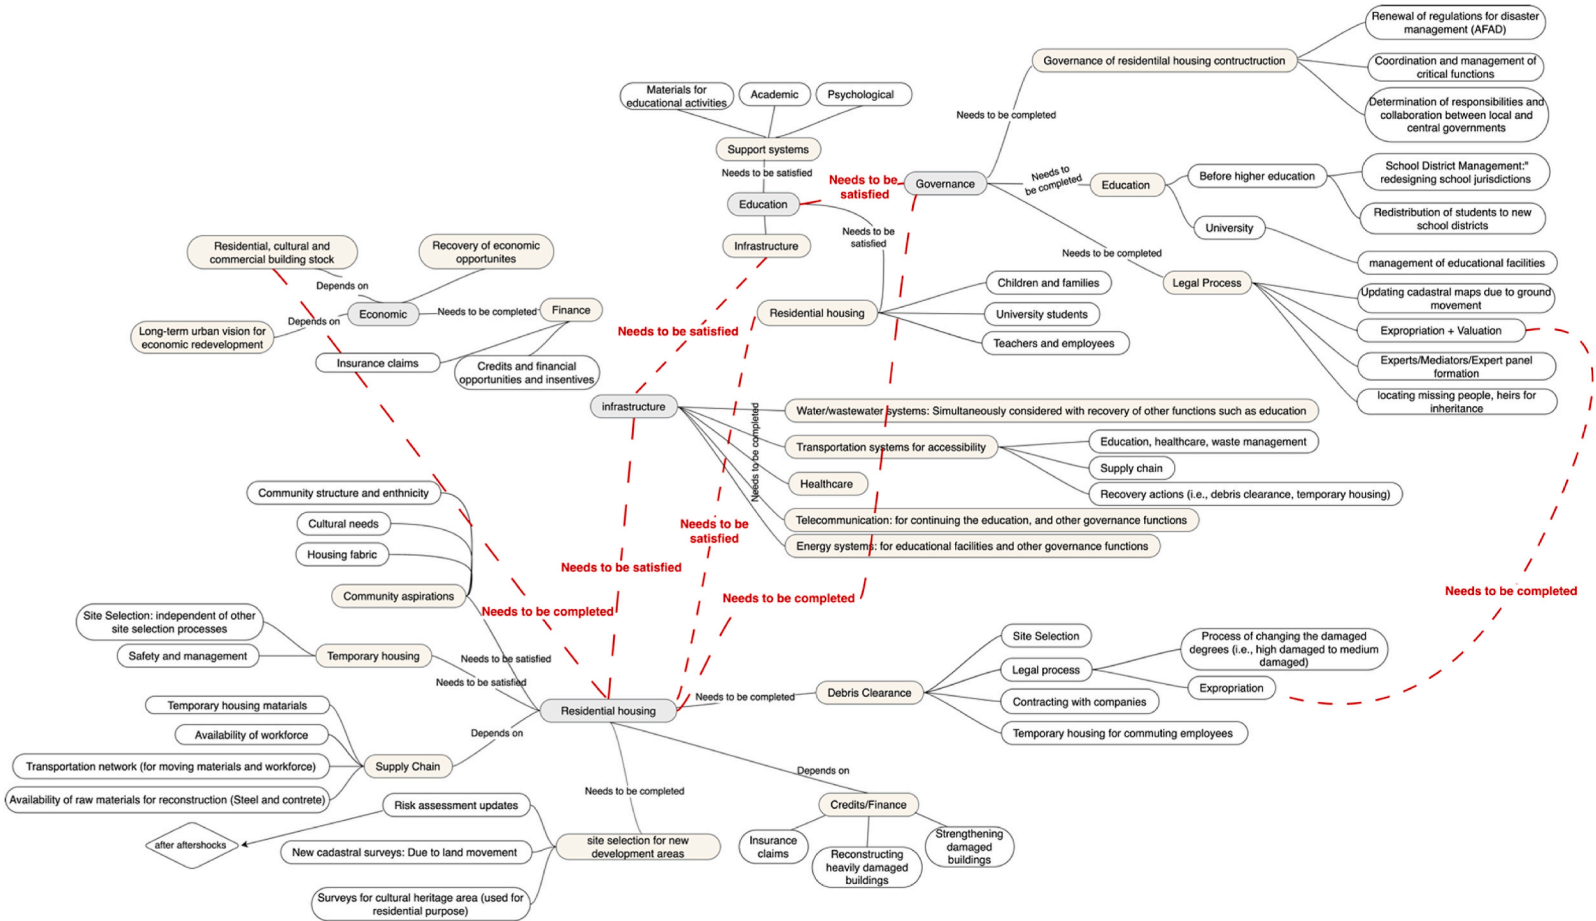 Renewal of regulations for disaster
management (AFAD)
Governance of residentilal housing contructruction
Coordination and management of
critical functions
Determination of responsibilities and
collaboration between local and
central governments
Needs to be completed
Materials for
educational activities
Academic
Psychological
Support systems
Needs to be satisfied
Education
Infrastructure
Needs to be
satisfied
Governance
Needs to
be completed
Education
Before higher education
School District Management:"
redesigning school jurisdictions
Redistribution of students to new
school districts
University
management of educational facilities
Needs to be completed
Legal Process
Updating cadastral maps due to ground
movement
Expropriation + Valuation
Experts/Mediators/Expert panel
formation
locating missing people, heirs for
inheritance
Needs to be
satisfied
Residential housing
Children and families
University students
Teachers and employees
Residential, cultural and
commercial building stock
Recovery of economic
opportunites
Depends on
Economic
Needs to be completed
Finance
Depends on
Long-term urban vision for
economic redevelopment
Insurance claims
Credits and financial
opportunities and insentives
Needs to be satisfied
infrastructure
Needs to be completed
Water/wastewater systems: Simultaneously considered with recovery of other functions such as education
Transportation systems for accessibility
Education, healthcare, waste management
Supply chain
Recovery actions (i.e., debris clearance, temporary housing)
Healthcare
Telecommunication: for continuing the education, and other governance functions
Energy systems: for educational facilities and other governance functions
Needs to be
satisfied
Needs to be satisfied
Needs to be completed
Needs to be completed
Needs to be completed
Community structure and enthnicity
Cultural needs
Housing fabric
Community aspirations
Site Selection: independent of other
site selection processes
Safety and management
Temporary housing
Needs to be satisfied
Needs to be satisfied
Residential housing
Needs to be completed
Debris Clearance
Site Selection
Legal process
Process of changing the damaged
degrees (i.e., high damaged to medium
damaged)
Expropriation
Contracting with companies
Temporary housing for commuting employees
Temporary housing matarials
Availability of workforce
Transportation network (for moving materials and workforce)
Availability of raw materials for reconstruction (Steel and contrete)
Supply Chain
Depends on
Depends on
Credits/Finance
Insurance
claims
Reconstructing
heavily damaged
buildings
Strengthening
damaged
buildings
Needs to be completed
site selection for new
development areas
Risk assessment updates
after aftershocks
New cadastral surveys: Due to land movement
Surveys for cultural heritage area (used for
residential purpose)